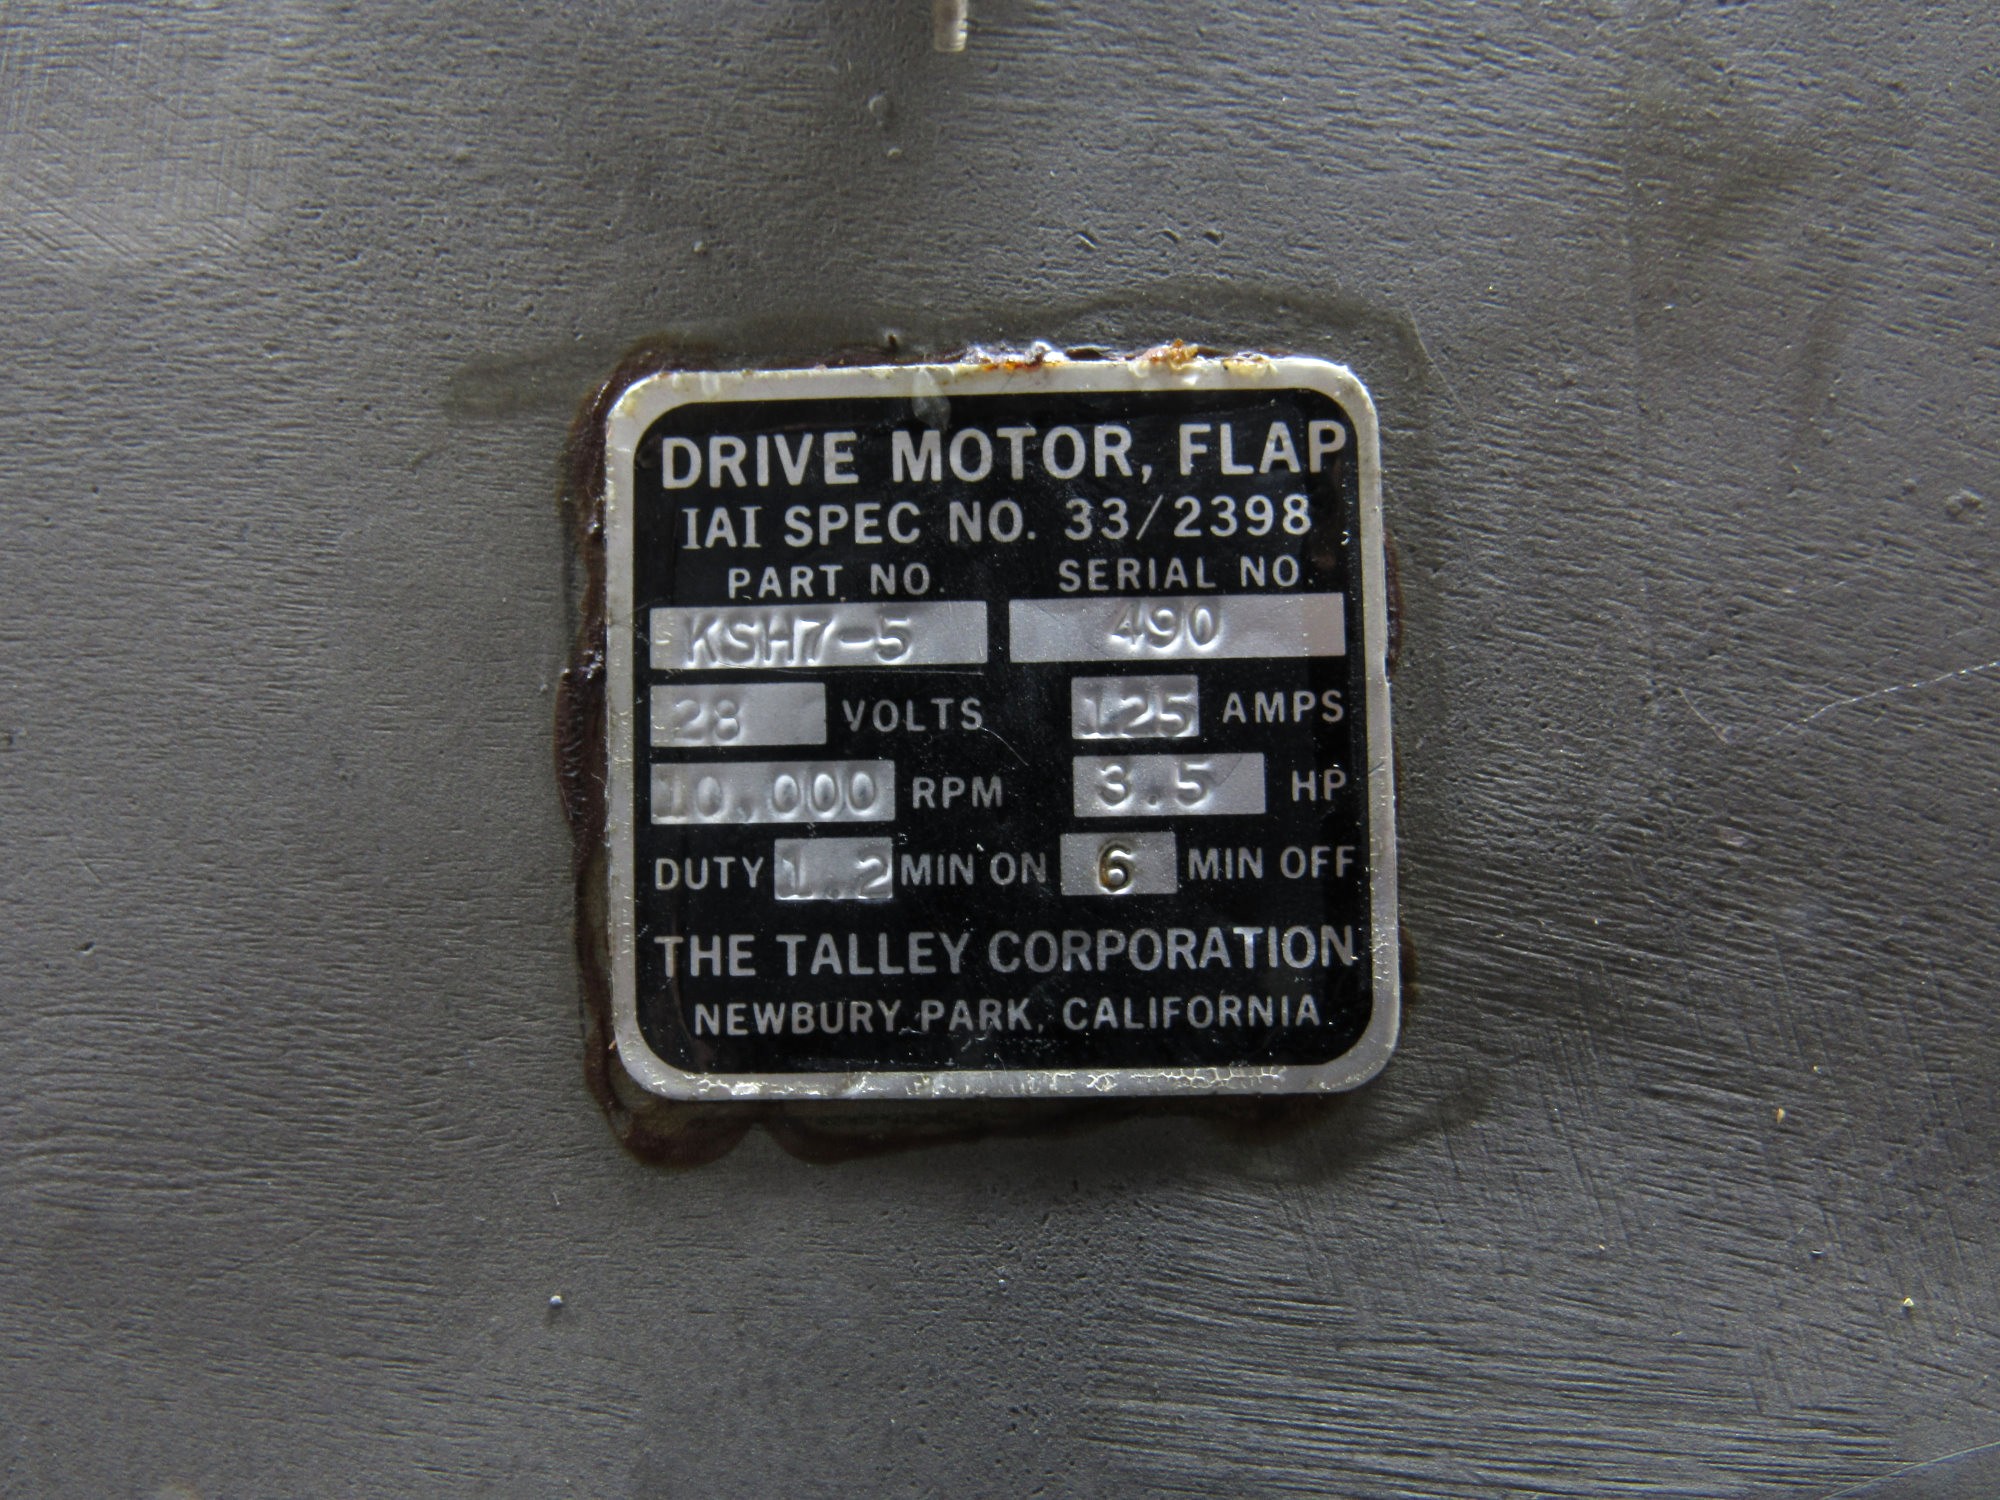 DRIVE MOTOR, FLAP
IAI SPEC NO. 33/2398
PART NO. SERIAL NO.
KSH7-5 490
28 VOLTS 125 AMPS
10,000 RPM 3.5 HP
DUTY 1.2 MIN ON 6 MIN OFF
THE TALLEY CORPORATION
NEWBURY PARK, CALIFORNIA